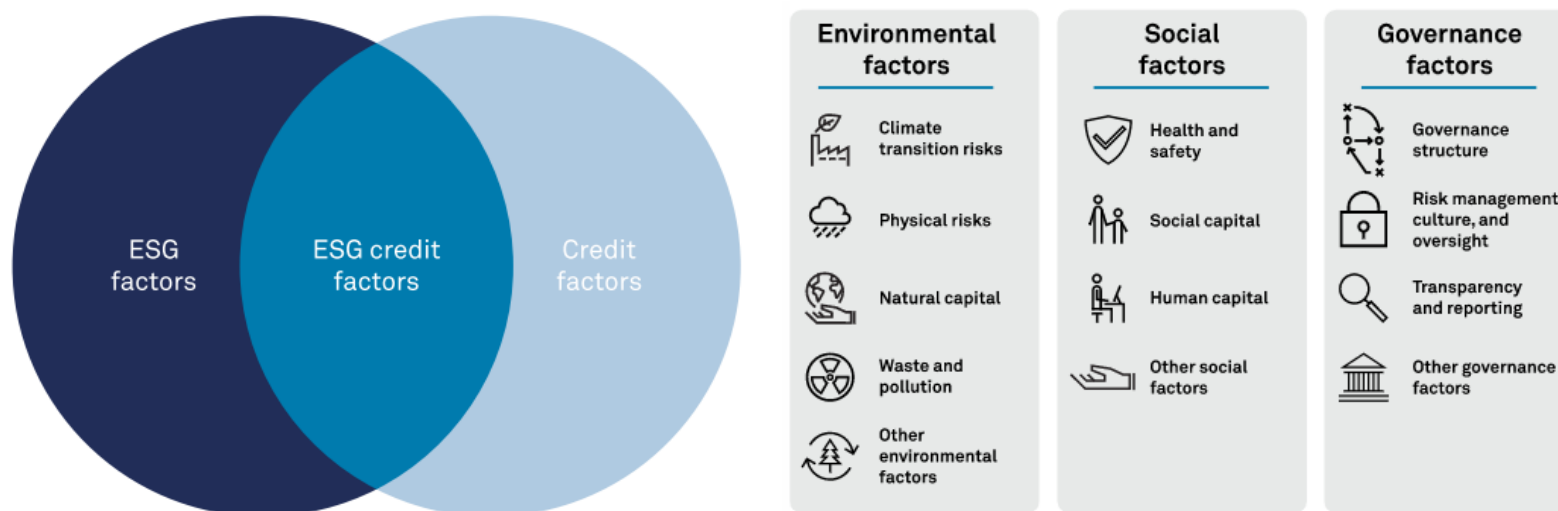 ESG
factors
ESG credit
factors
Credit
factors
Environmental
factors
Climate
transition risks
Physical risks
Natural capital
Waste and
pollution
Other
environmental
factors
Social
factors
Health and
safety
Social capital
Human capital
Other social
factors
Governance
factors
Governance
structure
Risk management
culture, and
oversight
Transparency
and reporting
Other governance
factors